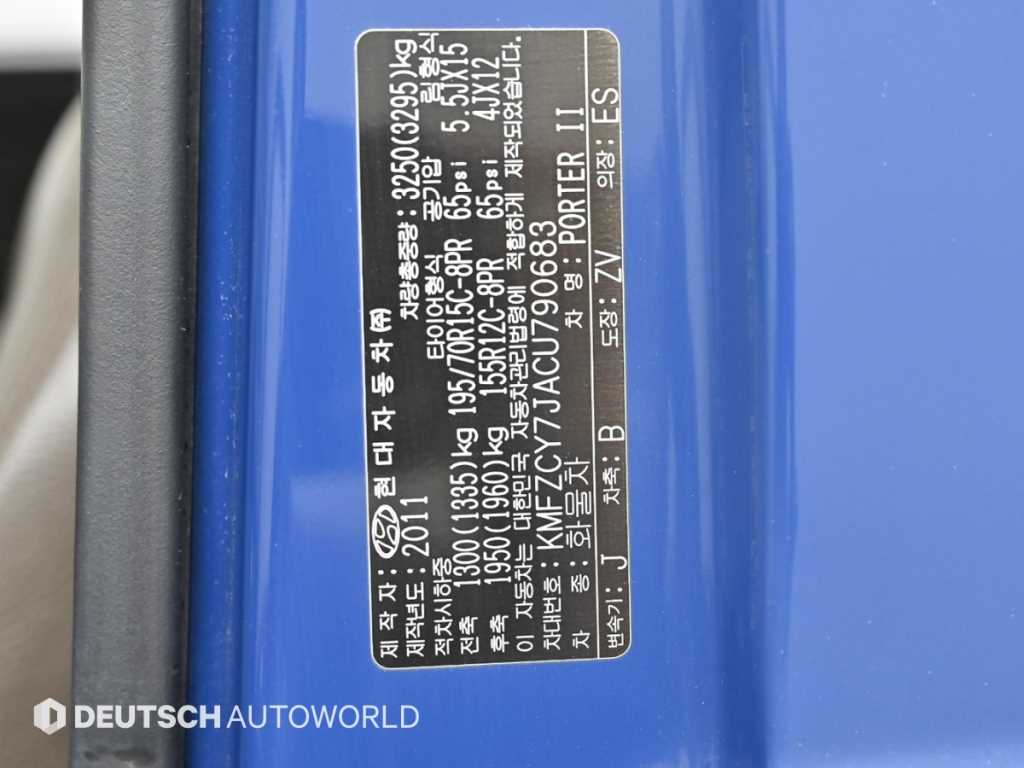 제 작 자: 현 대 자 동 차 ㈜
제작년도: 2011 차량총중량: 3250(3295)kg
적차시하중 타이어형식 공기압 림형식
전축 1300(1335)kg 195/70R15C-8PR 65psi 5.5JX15
후축 1950(1960)kg 155R12C-8PR 65psi 4JX12
이 자동차는 대한민국 자동차관리법령에 적합하게 제작되었습니다.
차대번호: KMFZCY7JACU790683
차 종: 화물차 차 명: PORTER II
변속기: J 차축: B 도장: ZV 의장: ES
DEUTSCH AUTOWORLD